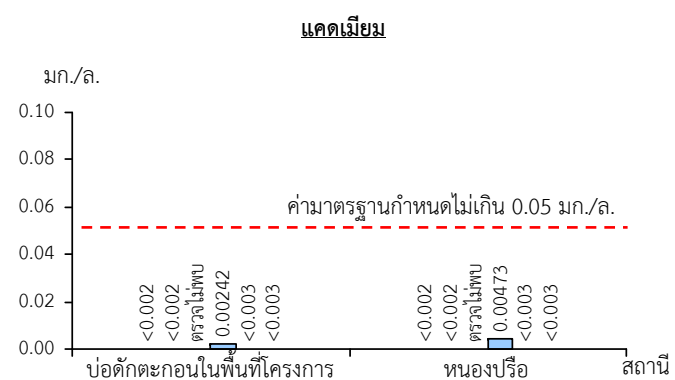 แคดเมียม
มก./ล.
0.10
0.08
0.06
0.04
0.02
0.00
ค่ามาตรฐานกำหนดไม่เกิน 0.05 มก./ล.
<0.002
<0.002
ตรวจไม่พบ
0.00242
<0.003
<0.003
<0.002
<0.002
ตรวจไม่พบ
0.00473
<0.003
<0.003
บ่อดักตะกอนในพื้นที่โครงการ
หนองปรือ
สถานี